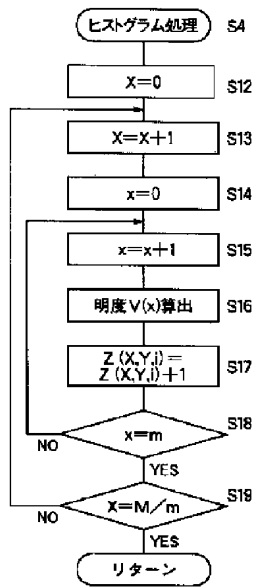 ヒストグラム処理 S4
X=0 S12
X=X+1 S13
x=0 S14
x=x+1 S15
明度V(x)算出 S16
Z(X,Y,i)=
Z(X,Y,i)+1 S17
x=m S18
NO
YES
X=M/m S19
NO
YES
リターン